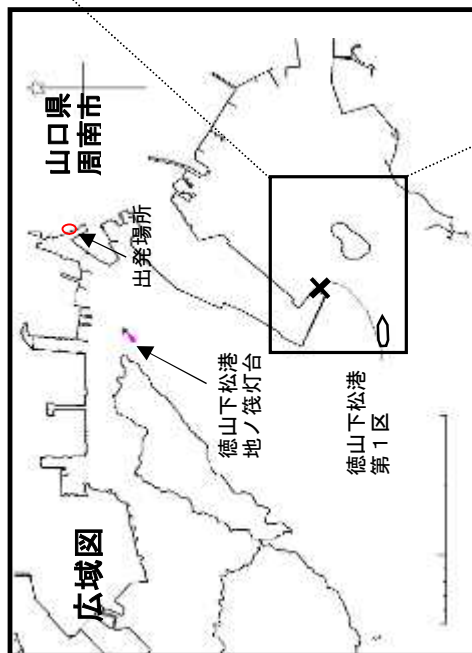 広域図
山口県
周南市
出発場所
徳山下松港
地ノ筏灯台
徳山下松港
第１区